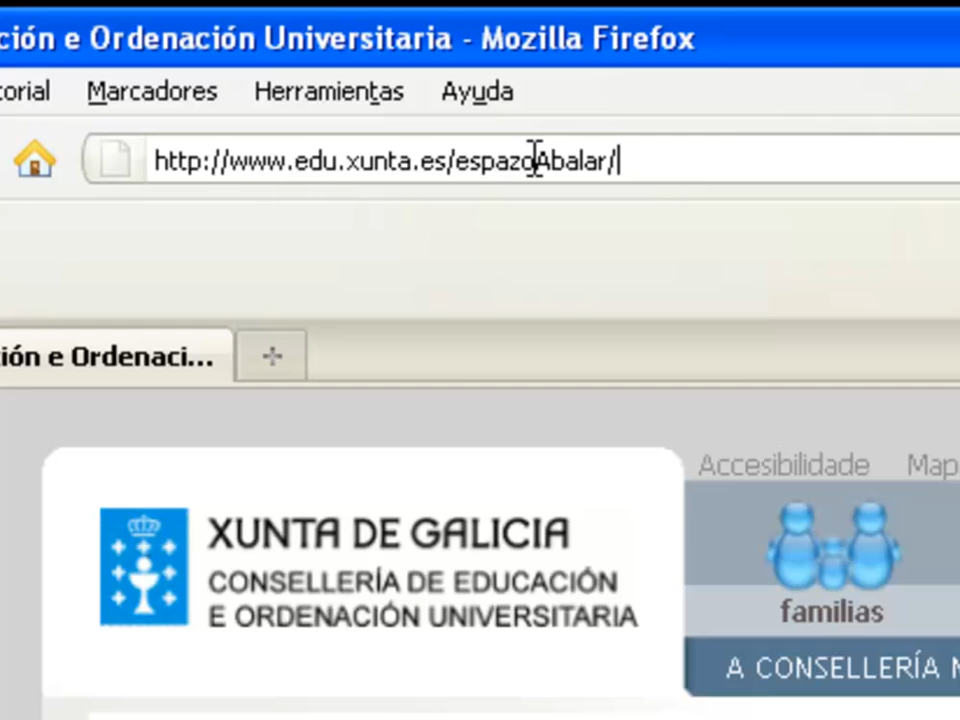 ción e Ordenación Universitaria - Mozilla Firefox
torial Marcadores Herramientas Ayuda
http://www.edu.xunta.es/espazoAbalar/
ión e Ordenaci...
Accesibilidade Map
XUNTA DE GALICIA
CONSELLERÍA DE EDUCACIÓN
E ORDENACIÓN UNIVERSITARIA
familias
A CONSELLERÍA